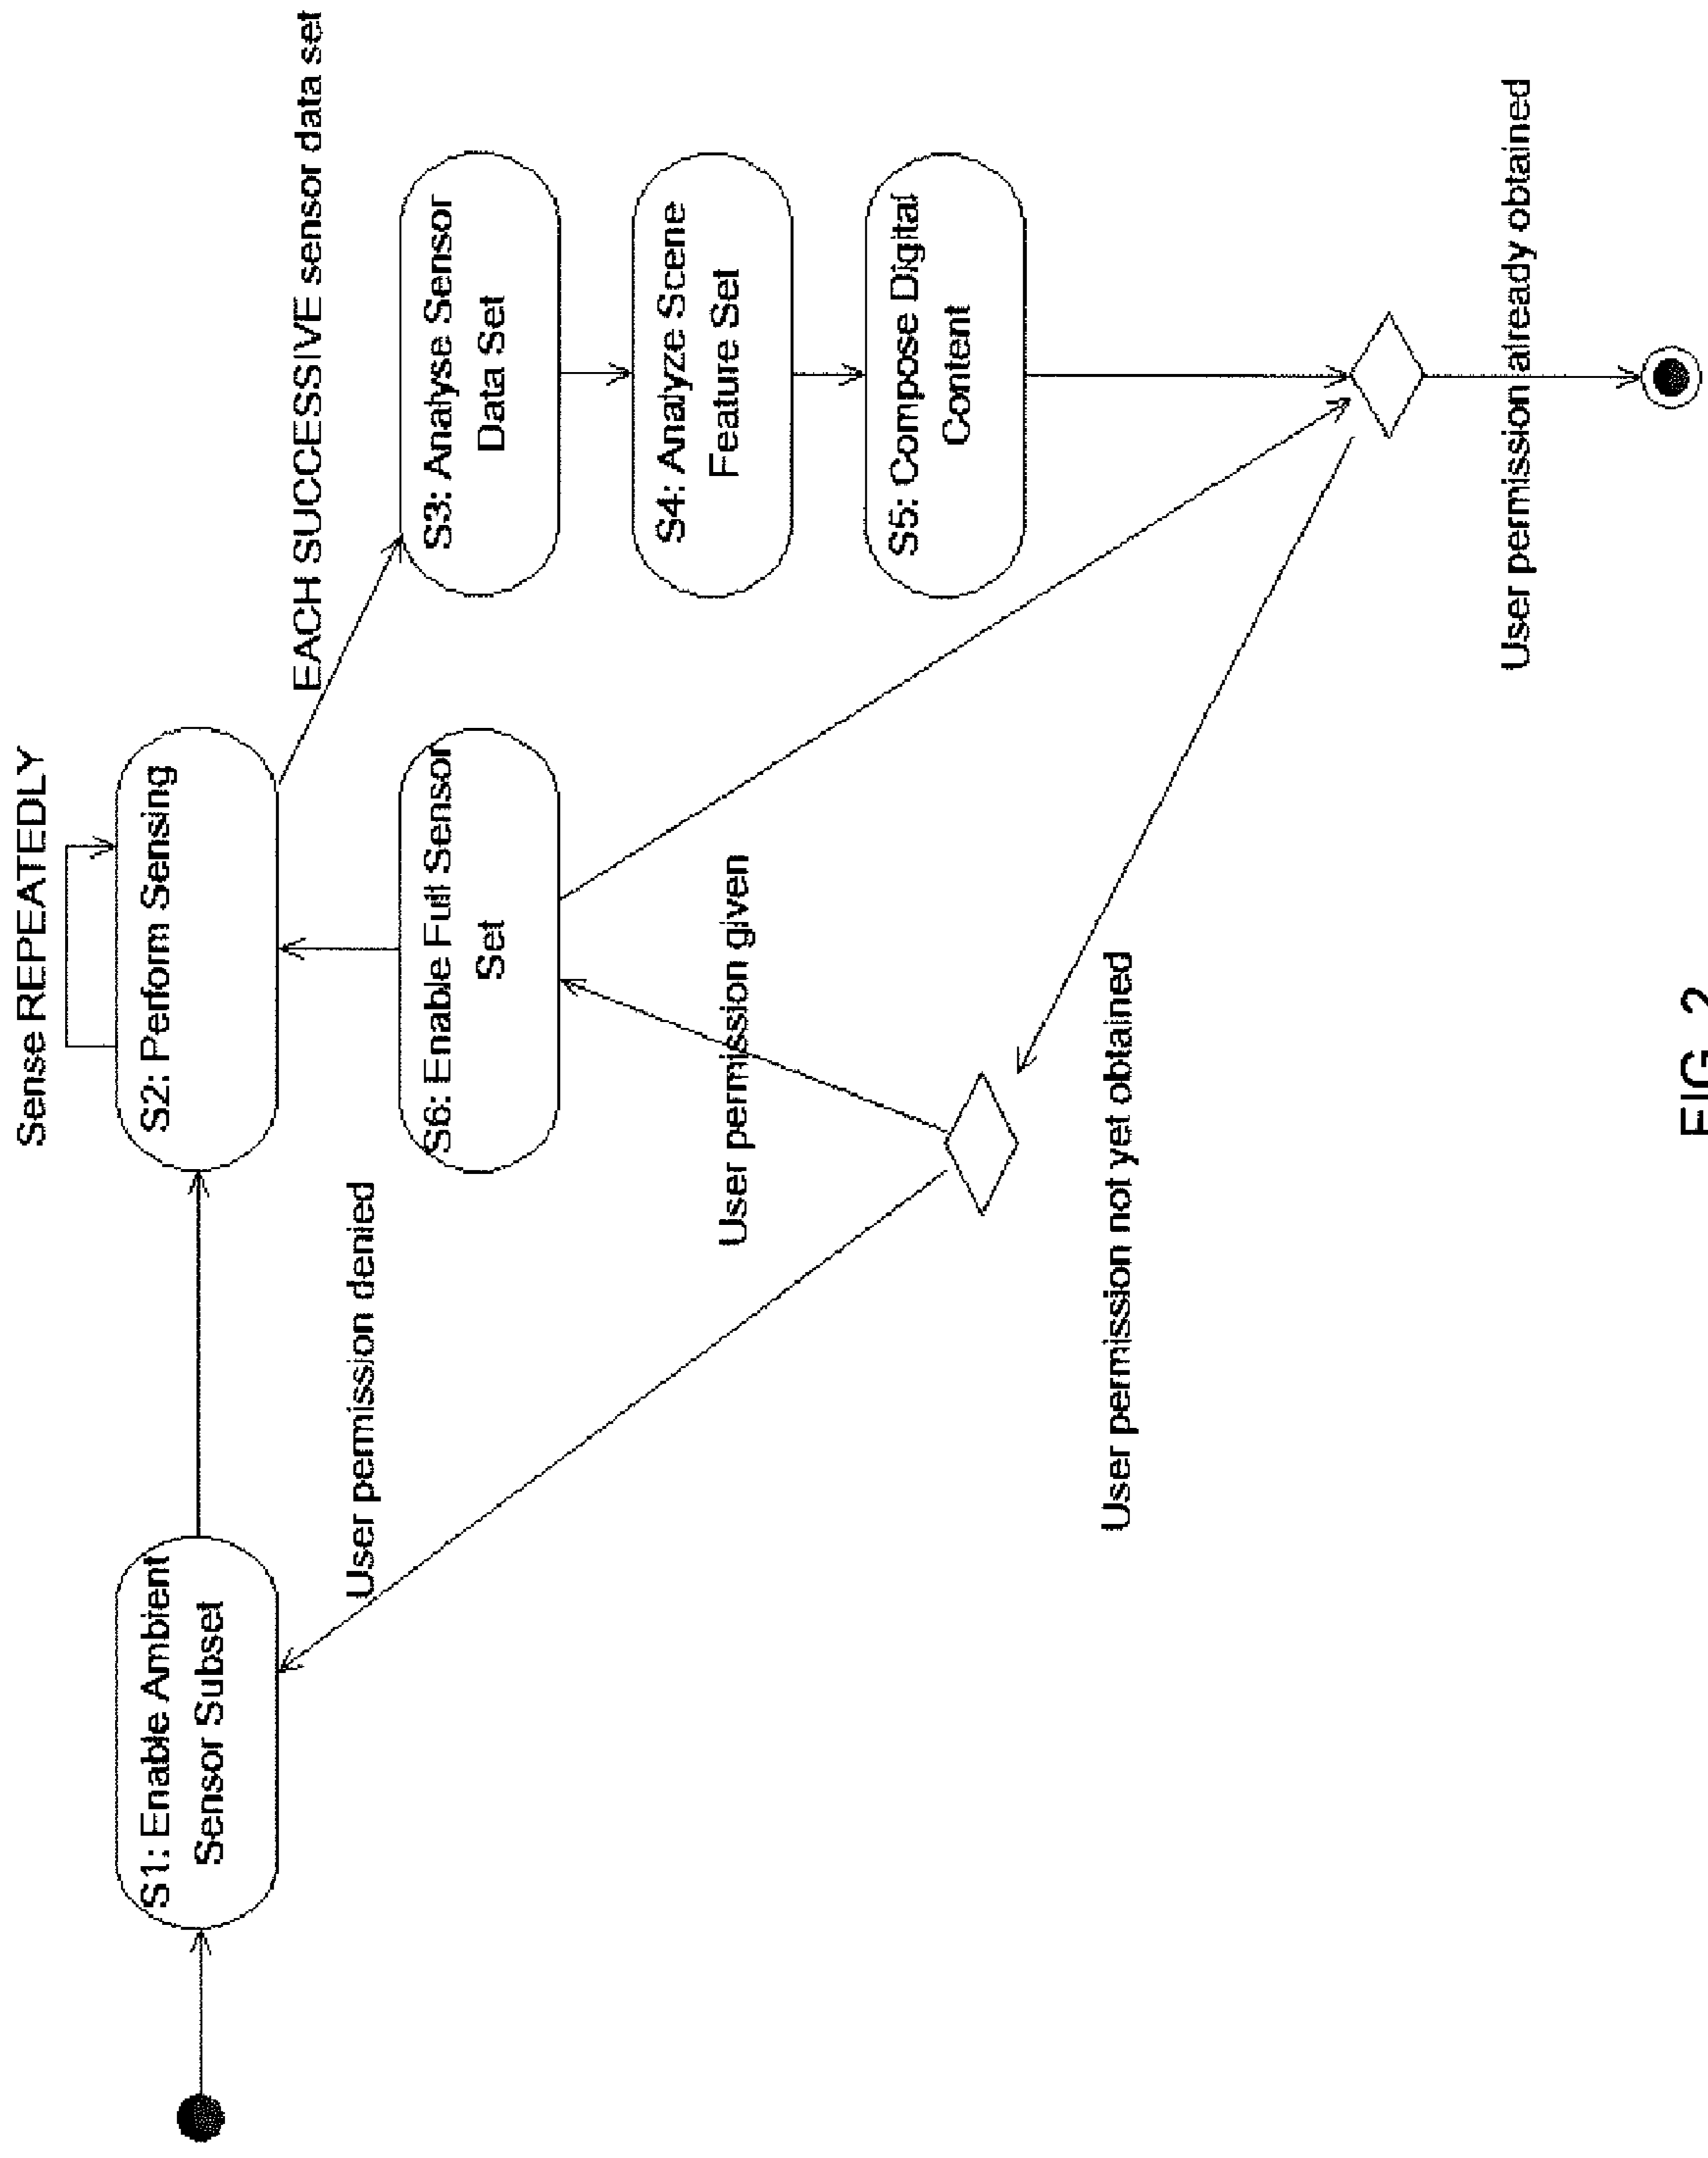 Sense REPEATEDLY
S1: Enable Ambient
Sensor Subset
S2: Perform Sensing
EACH SUCCESSIVE sensor data set
User permission denied
S6: Enable Full Sensor
Set
S3: Analyse Sensor
Data Set
S4: Analyze Scene
Feature Set
User permission given
S5: Compose Digital
Content
User permission not yet obtained
User permission already obtained
FIG. 2